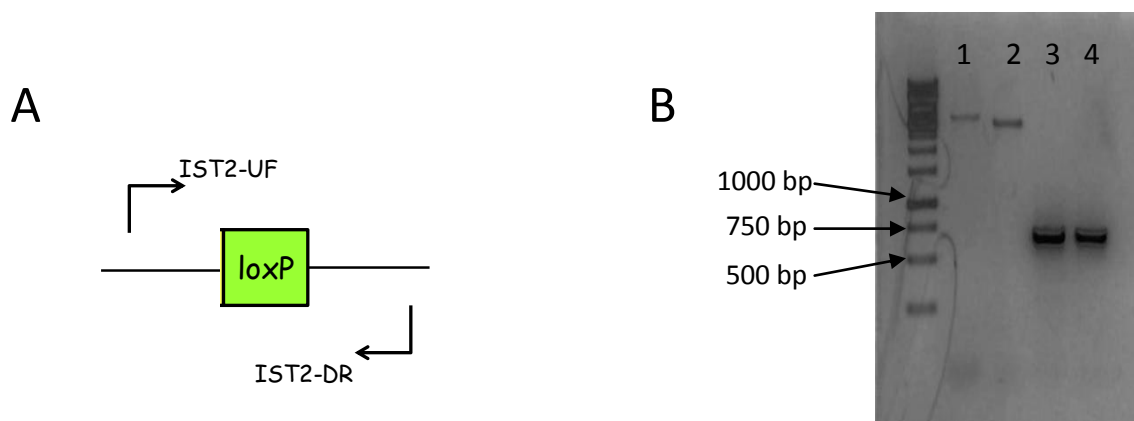 A
IST2-UF
loxP
IST2-DR
B
1 2 3 4
1000 bp
750 bp
500 bp